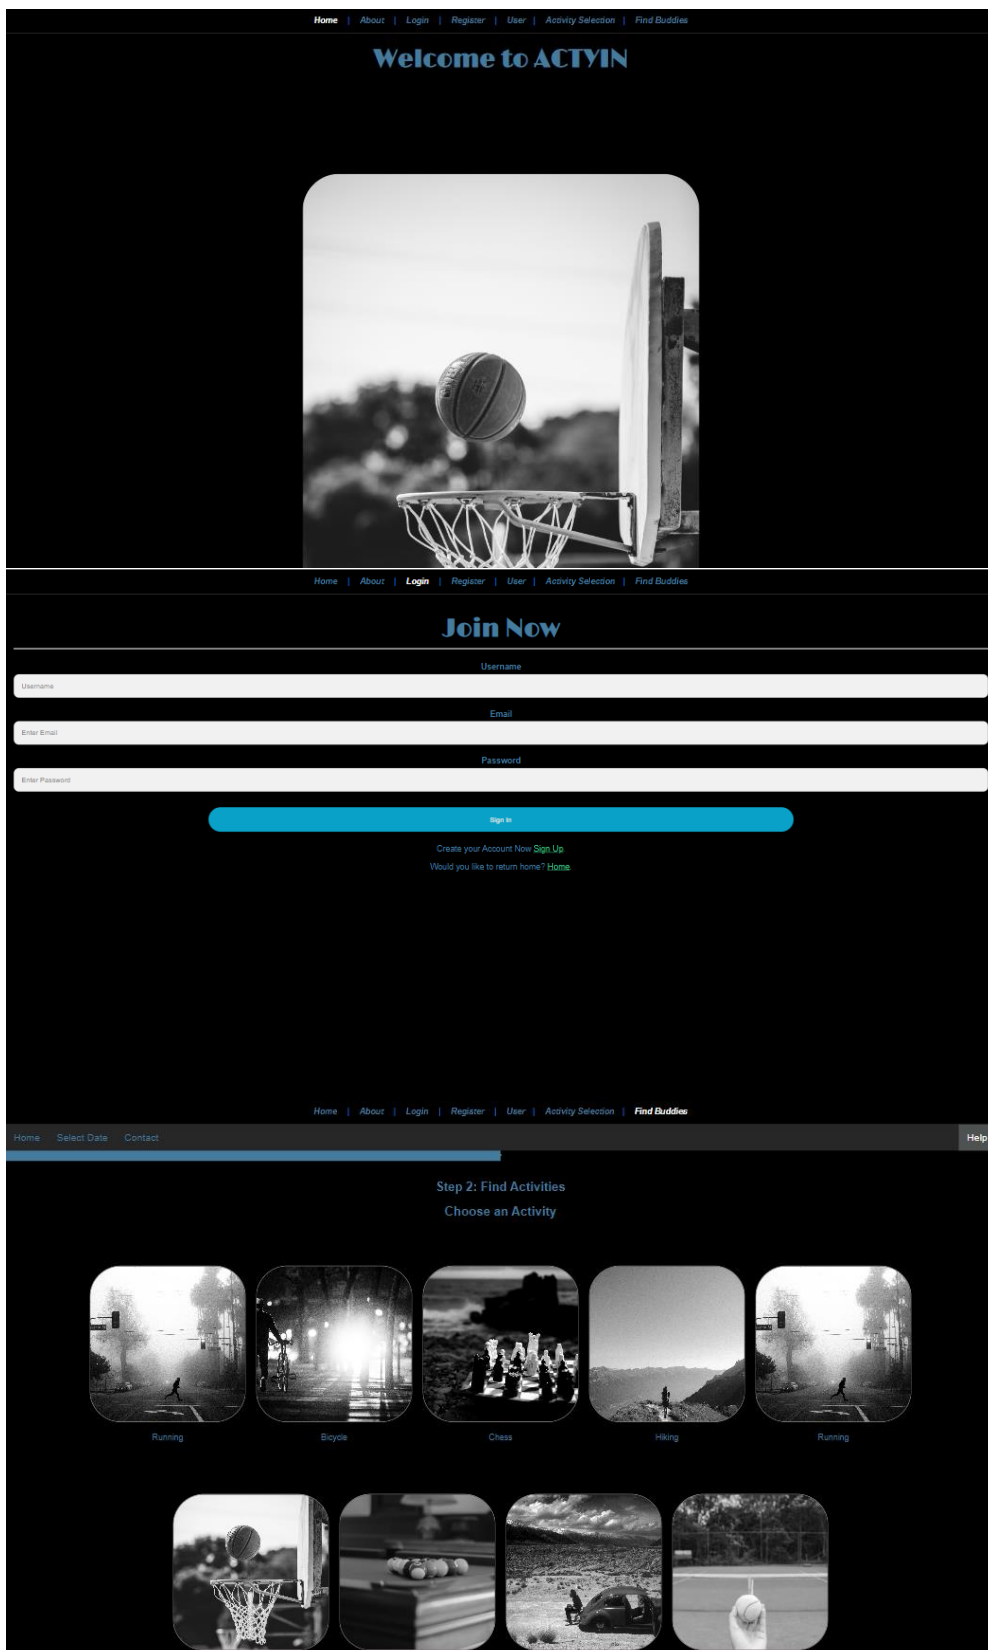 Home | About | Login | Register | User | Activity Selection | Find Buddies
Welcome to ACTYIN
Home | About | Login | Register | User | Activity Selection | Find Buddies
Join Now
Username
Username
Email
Enter Email
Password
Enter Password
Sign In
Create your Account Now Sign Up.
Would you like to return home? Home.
Home | About | Login | Register | User | Activity Selection | Find Buddies
Home Select Date Contact Help
Step 2: Find Activities
Choose an Activity
Running Bicycle Chess Hiking Running